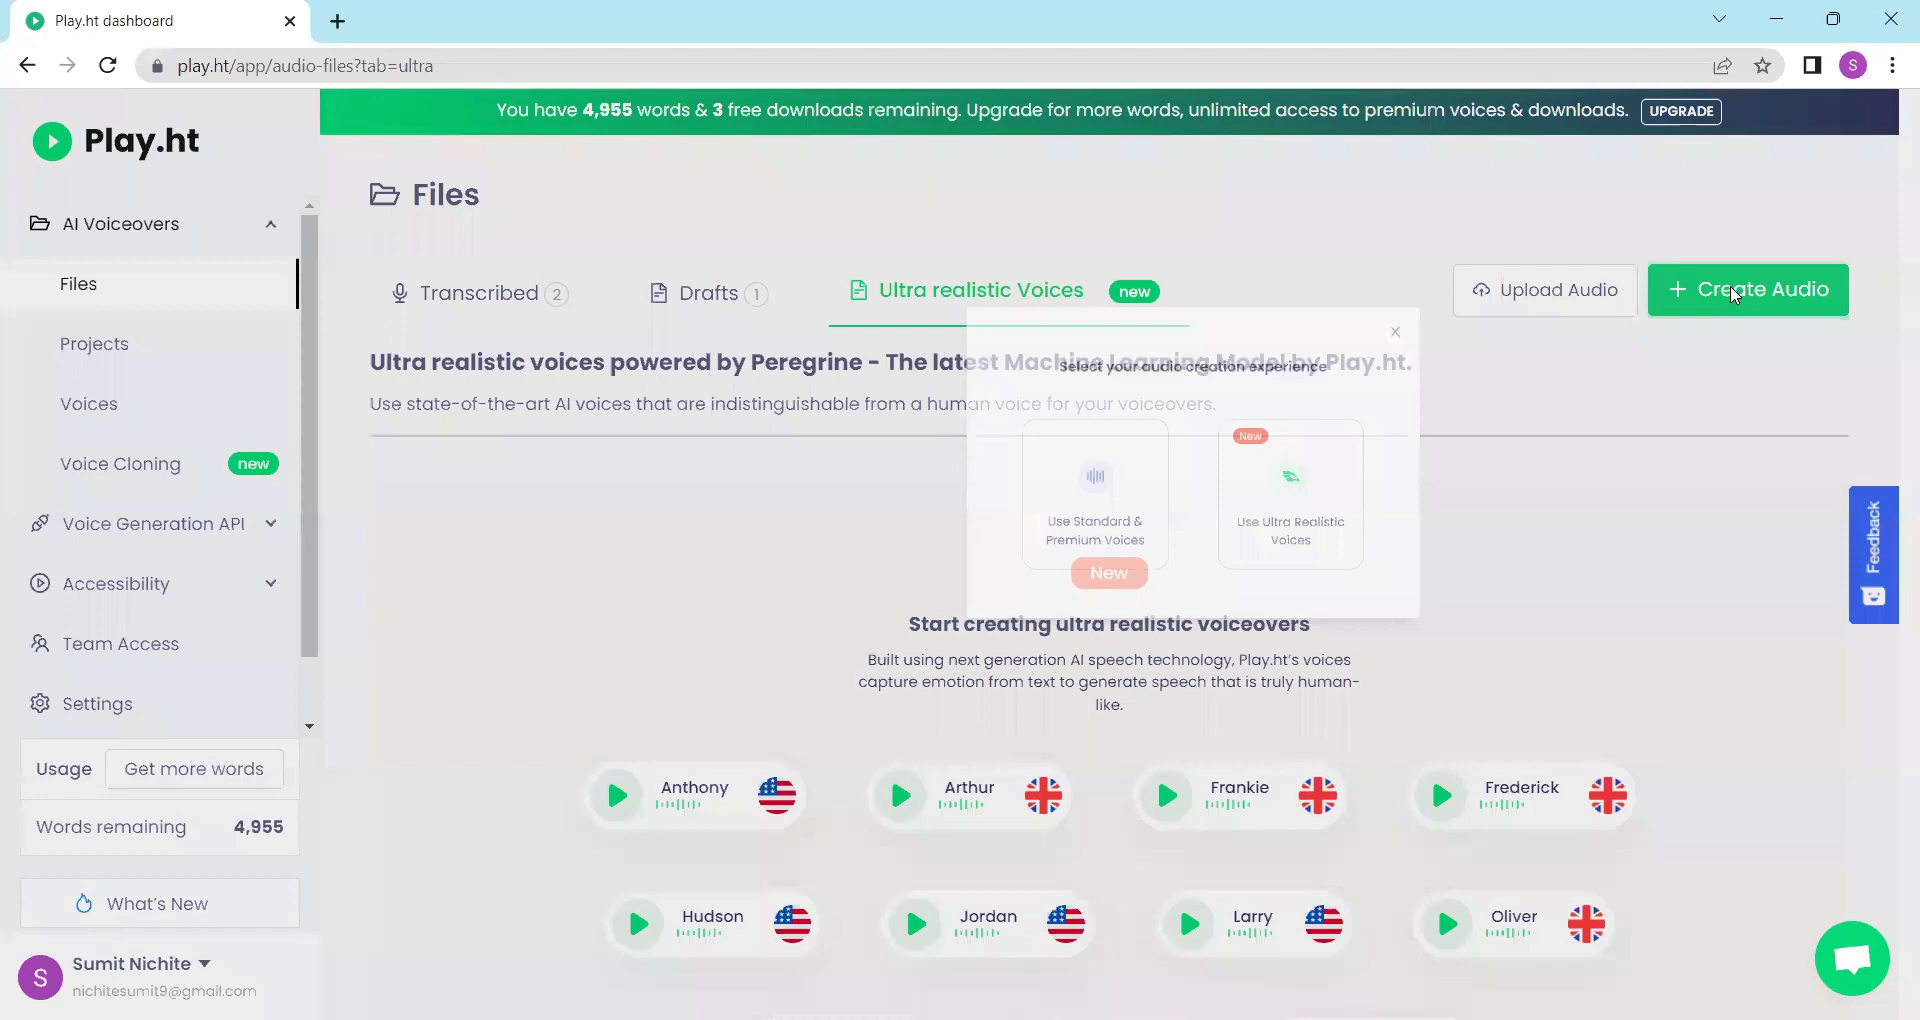 Play.ht dashboard
play.ht/app/audio-files?tab=ultra
S
You have 4,955 words & 3 free downloads remaining. Upgrade for more words, unlimited access to premium voices & downloads. UPGRADE
Play.ht
Files
AI Voiceovers
Files
Projects
Voices
Voice Cloning new
Voice Generation API
Accessibility
Team Access
Settings
Usage Get more words
Words remaining 4,955
What's New
S
Sumit Nichite
nichitesumit9@gmail.com
Transcribed 2
Drafts 1
Ultra realistic Voices new
Upload Audio
+ Create Audio
Ultra realistic voices powered by Peregrine - The latest Machine Learning Model by Play.ht.
Use state-of-the-art AI voices that are indistinguishable from a human voice for your voiceovers.
Select your audio creation experience
Use Standard &
Premium Voices
New
Use Ultra Realistic
Voices
New
Start creating ultra realistic voiceovers
Built using next generation AI speech technology, Play.ht's voices
capture emotion from text to generate speech that is truly human-
like.
Anthony
Arthur
Frankie
Frederick
Hudson
Jordan
Larry
Oliver
Feedback